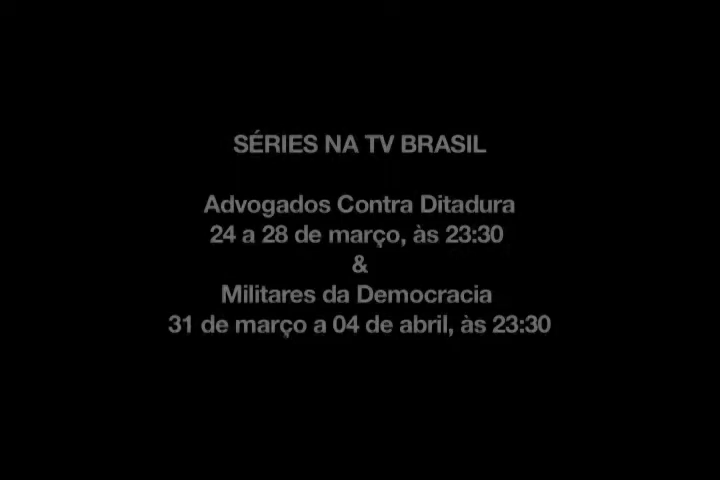 SÉRIES NA TV BRASIL
Advogados Contra Ditadura
24 a 28 de março, às 23:30
&
Militares da Democracia
31 de março a 04 de abril, às 23:30